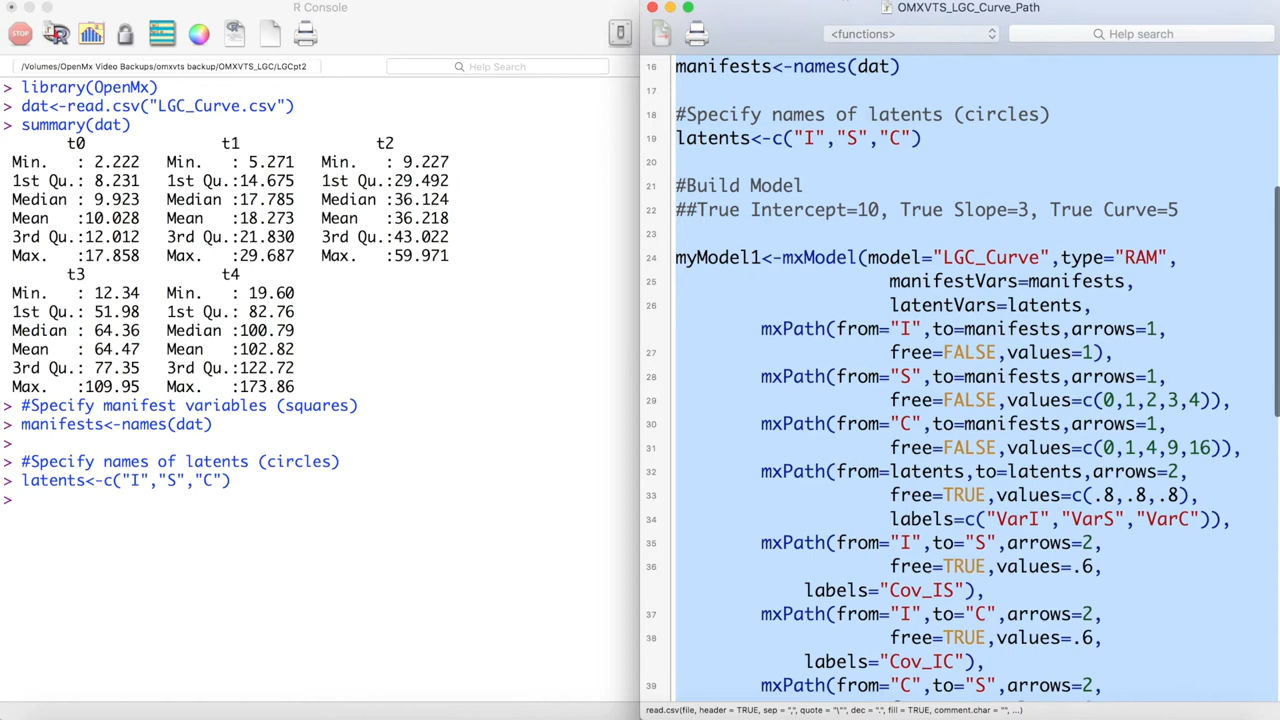 R Console
STOP
/Volumes/OpenMx Video Backups/omxvts backup/OMXVTS_LGC/LGCpt2
Help Search
> library(OpenMx)
> dat<-read.csv("LGC_Curve.csv")
> summary(dat)
t0 t1 t2
Min. : 2.222 Min. : 5.271 Min. : 9.227
1st Qu.: 8.231 1st Qu.:14.675 1st Qu.:29.492
Median : 9.923 Median :17.785 Median :36.124
Mean :10.028 Mean :18.273 Mean :36.218
3rd Qu.:12.012 3rd Qu.:21.830 3rd Qu.:43.022
Max. :17.858 Max. :29.687 Max. :59.971
t3 t4
Min. : 12.34 Min. : 19.60
1st Qu.: 51.98 1st Qu.: 82.76
Median : 64.36 Median :100.79
Mean : 64.47 Mean :102.82
3rd Qu.: 77.35 3rd Qu.:122.72
Max. :109.95 Max. :173.86
> #Specify manifest variables (squares)
> manifests<-names(dat)
>
> #Specify names of latents (circles)
> latents<-c("I","S","C")
>
OMXVTS_LGC_Curve_Path
<functions>
Help search
16 manifests<-names(dat)
17
18 #Specify names of latents (circles)
19 latents<-c("I","S","C")
20
21 #Build Model
22 ##True Intercept=10, True Slope=3, True Curve=5
23
24 myModel1<-mxModel(model="LGC_Curve",type="RAM",
25 manifestVars=manifests,
26 latentVars=latents,
mxPath(from="I",to=manifests,arrows=1,
27 free=FALSE,values=1),
28 mxPath(from="S",to=manifests,arrows=1,
29 free=FALSE,values=c(0,1,2,3,4)),
30 mxPath(from="C",to=manifests,arrows=1,
31 free=FALSE,values=c(0,1,4,9,16)),
32 mxPath(from=latents,to=latents,arrows=2,
33 free=TRUE,values=c(.8,.8,.8),
34 labels=c("VarI","VarS","VarC")),
35 mxPath(from="I",to="S",arrows=2,
36 free=TRUE,values=.6,
labels="Cov_IS"),
37 mxPath(from="I",to="C",arrows=2,
38 free=TRUE,values=.6,
labels="Cov_IC"),
39 mxPath(from="C",to="S",arrows=2,
read.csv(file, header = TRUE, sep = ",", quote = "\"", dec = ".", fill = TRUE, comment.char = "", ...)